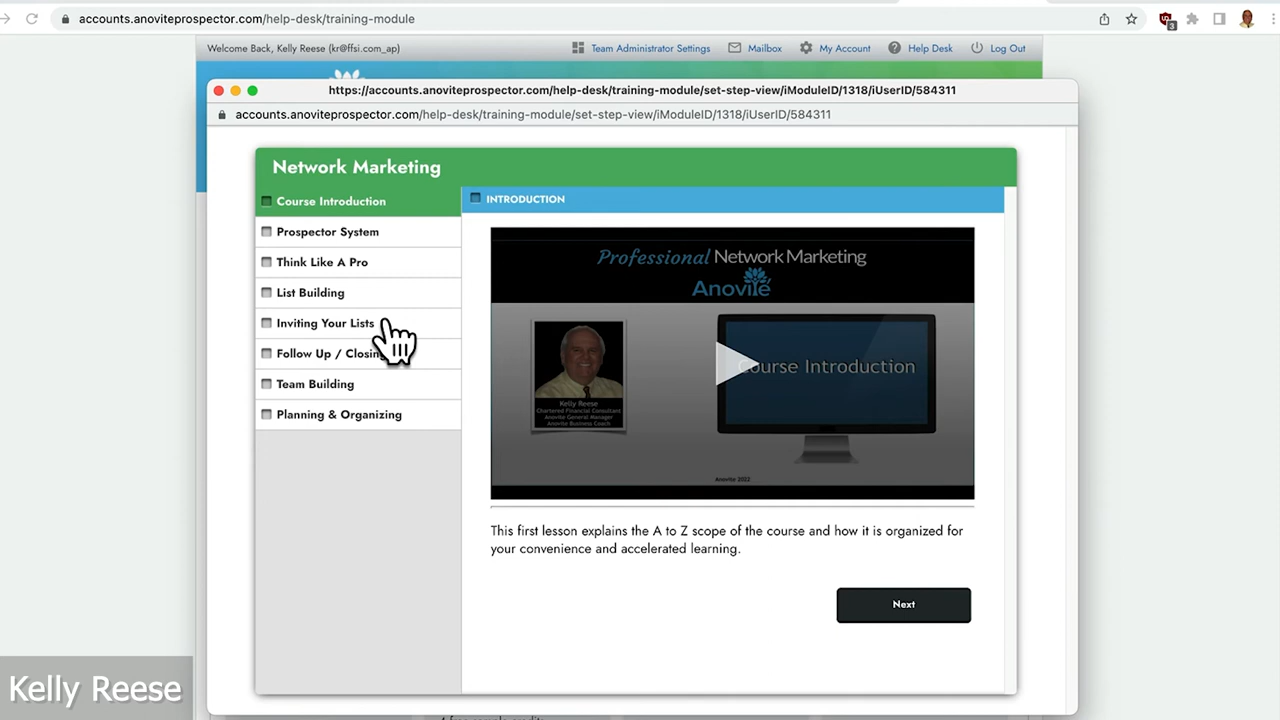 accounts.anoviteprospector.com/help-desk/training-module
3
Welcome Back, Kelly Reese (kr@ffsi.com_ap)
Team Administrator Settings
Mailbox
My Account
Help Desk
Log Out
https://accounts.anoviteprospector.com/help-desk/training-module/set-step-view/iModuleID/1318/iUserID/584311
accounts.anoviteprospector.com/help-desk/training-module/set-step-view/iModuleID/1318/iUserID/584311
Network Marketing
Course Introduction
Prospector System
Think Like A Pro
List Building
Inviting Your Lists
Follow Up / Closin
Team Building
Planning & Organizing
INTRODUCTION
Professional Network Marketing
Anovité
Kelly Reese
Chartered Financial Consultant
Anovite General Manager
Anovite Business Coach
Course Introduction
Anovite 2022
This first lesson explains the A to Z scope of the course and how it is organized for
your convenience and accelerated learning.
Next
Kelly Reese